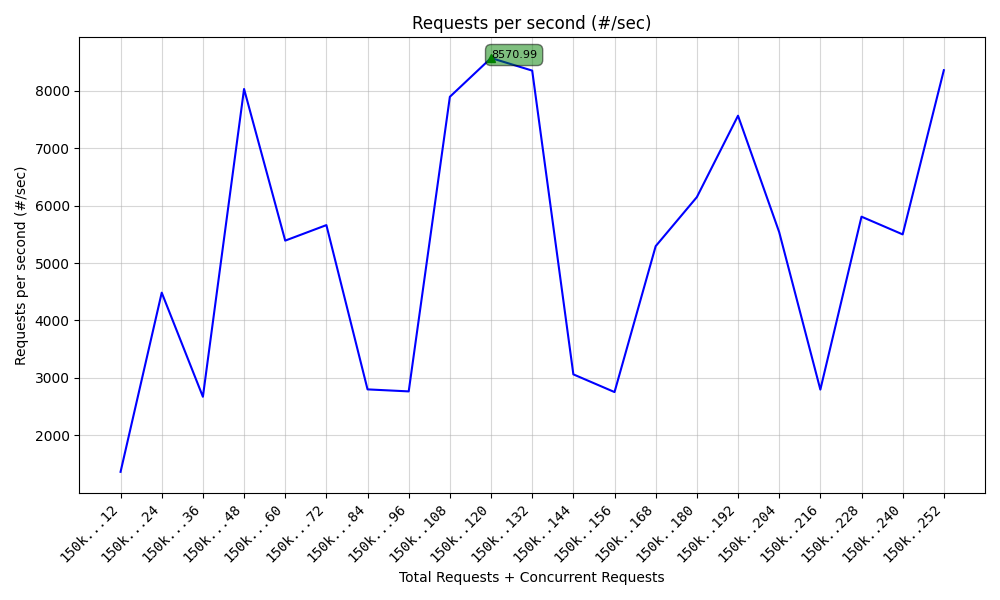 Requests per second (#/sec)
8570.99
8000
7000
6000
5000
4000
3000
2000
Requests per second (#/sec)
150k..12
150k..24
150k..36
150k..48
150k..60
150k..72
150k..84
150k..96
150k..108
150k..120
150k..132
150k..144
150k..156
150k..168
150k..180
150k..192
150k..204
150k..216
150k..228
150k..240
150k..252
Total Requests + Concurrent Requests